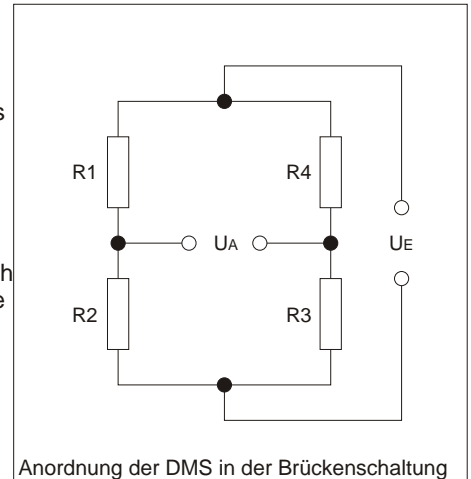 s
R1
R4
UA
UE
h
e
R2
R3
Anordnung der DMS in der Brückenschaltung